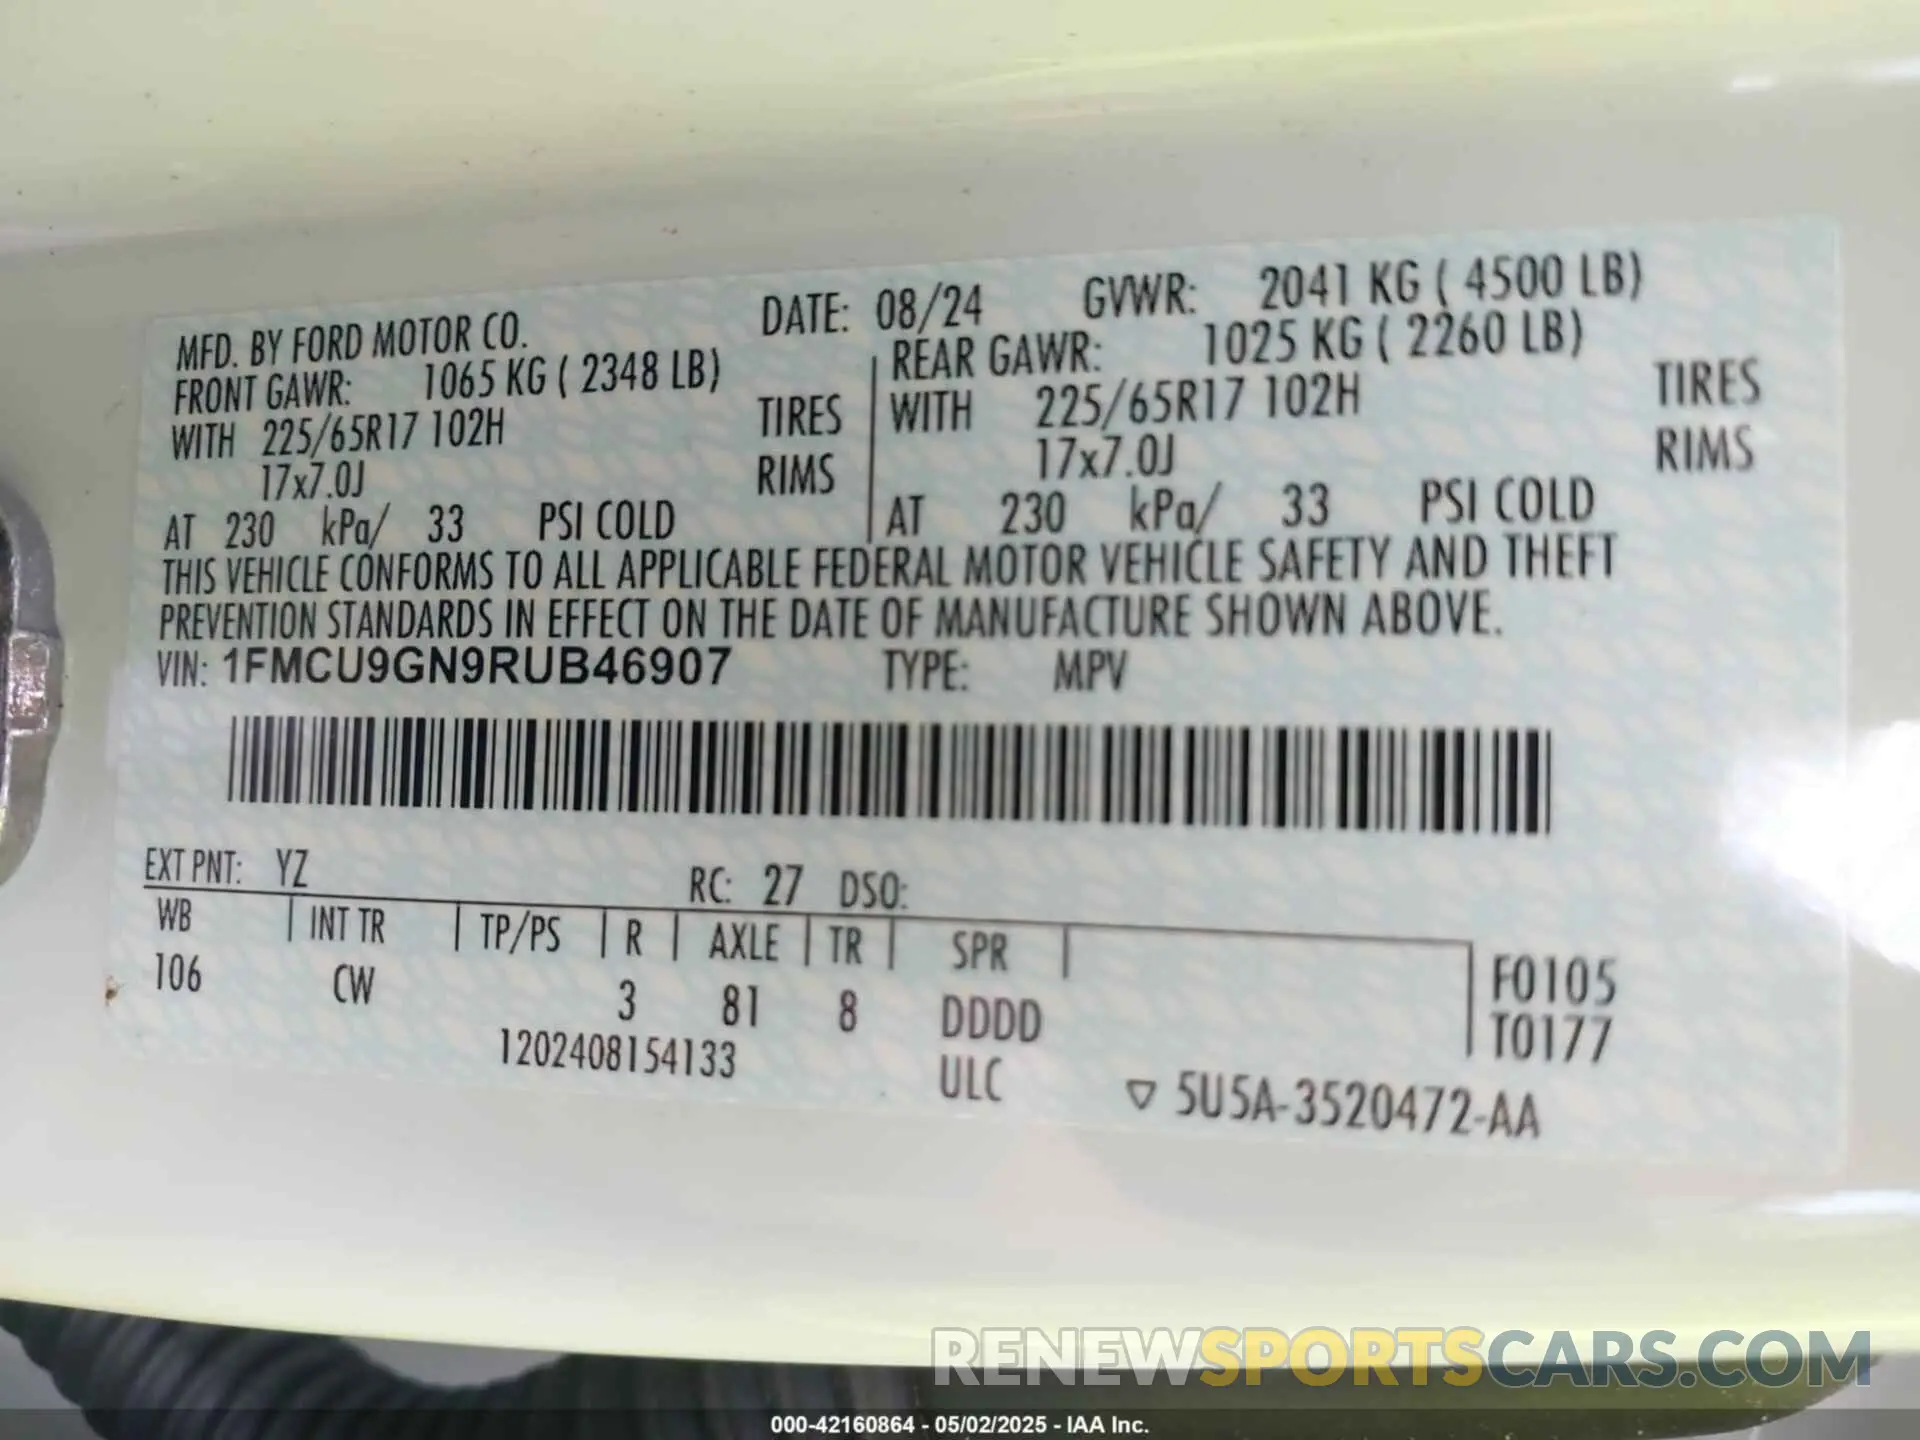 MFD. BY FORD MOTOR CO. DATE: 08/24 GVWR: 2041 KG ( 4500 LB)
FRONT GAWR: 1065 KG ( 2348 LB) REAR GAWR: 1025 KG ( 2260 LB)
WITH 225/65R17 102H TIRES WITH 225/65R17 102H TIRES
17x7.0J RIMS 17x7.0J RIMS
AT 230 kPa/ 33 PSI COLD AT 230 kPa/ 33 PSI COLD
THIS VEHICLE CONFORMS TO ALL APPLICABLE FEDERAL MOTOR VEHICLE SAFETY AND THEFT
PREVENTION STANDARDS IN EFFECT ON THE DATE OF MANUFACTURE SHOWN ABOVE.
VIN: 1FMCU9GN9RUB46907 TYPE: MPV
EXT PNT: YZ RC: 27 DSO:
WB INT TR TP/PS R AXLE TR SPR
106 CW 3 81 8 DDDD F0105
1202408154133 ULC T0177
5U5A-3520472-AA
RENEWSPORTSCARS.COM
000-42160864 - 05/02/2025 - IAA Inc.